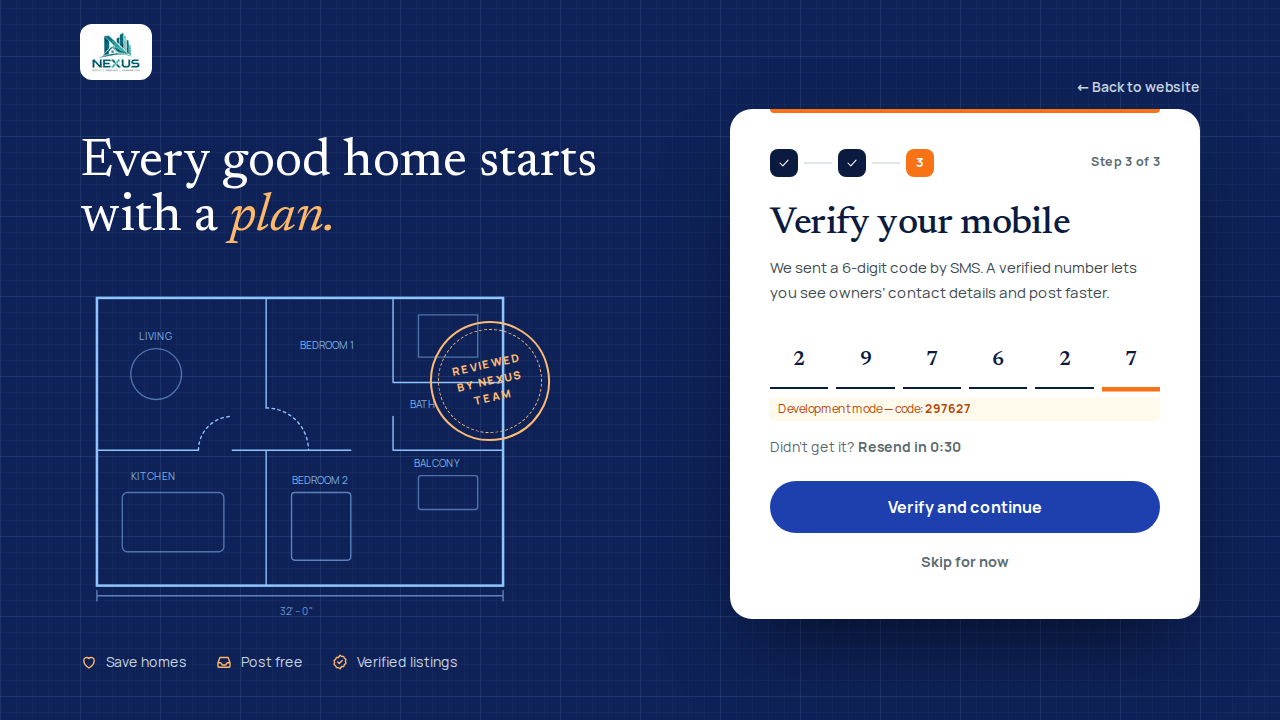 NEXUS
← Back to website
Every good home starts
with a plan.
Step 3 of 3
3
Verify your mobile
We sent a 6-digit code by SMS. A verified number lets
you see owners' contact details and post faster.
2 9 7 6 2 7
Development mode — code: 297627
Didn't get it? Resend in 0:30
Verify and continue
Skip for now
LIVING
BEDROOM 1
BATH
REVIEWED
BY NEXUS
TEAM
KITCHEN
BEDROOM 2
BALCONY
32' – 0"
Save homes
Post free
Verified listings